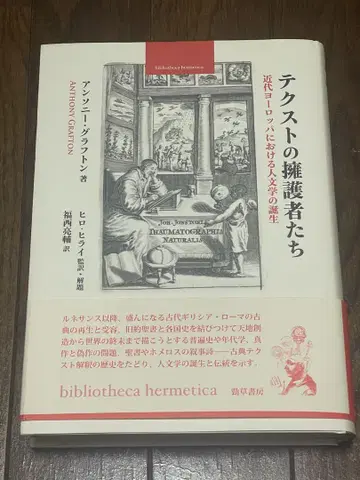 bibliotheca hermetica
テクストの擁護者たち
近代ヨーロッパにおける人文学の誕生
アンソニー・グラフトン 著
ANTHONY GRAFTON
ヒロ・ヒライ 監訳・解題
福西亮輔 訳
THAUMATOGRAPHIA
NATURALIS
ルネサンス以降、盛んになる古代ギリシア・ローマの古
典の再生と受容、旧約聖書と各国史を結びつけて天地創
造から世界の終末まで描こうとする普遍史や年代学、真
作と偽作の問題、聖書やホメロスの叙事詩――古典テク
スト解釈の歴史をたどり、人文学の誕生と伝統を示す。
bibliotheca hermetica
勁草書房